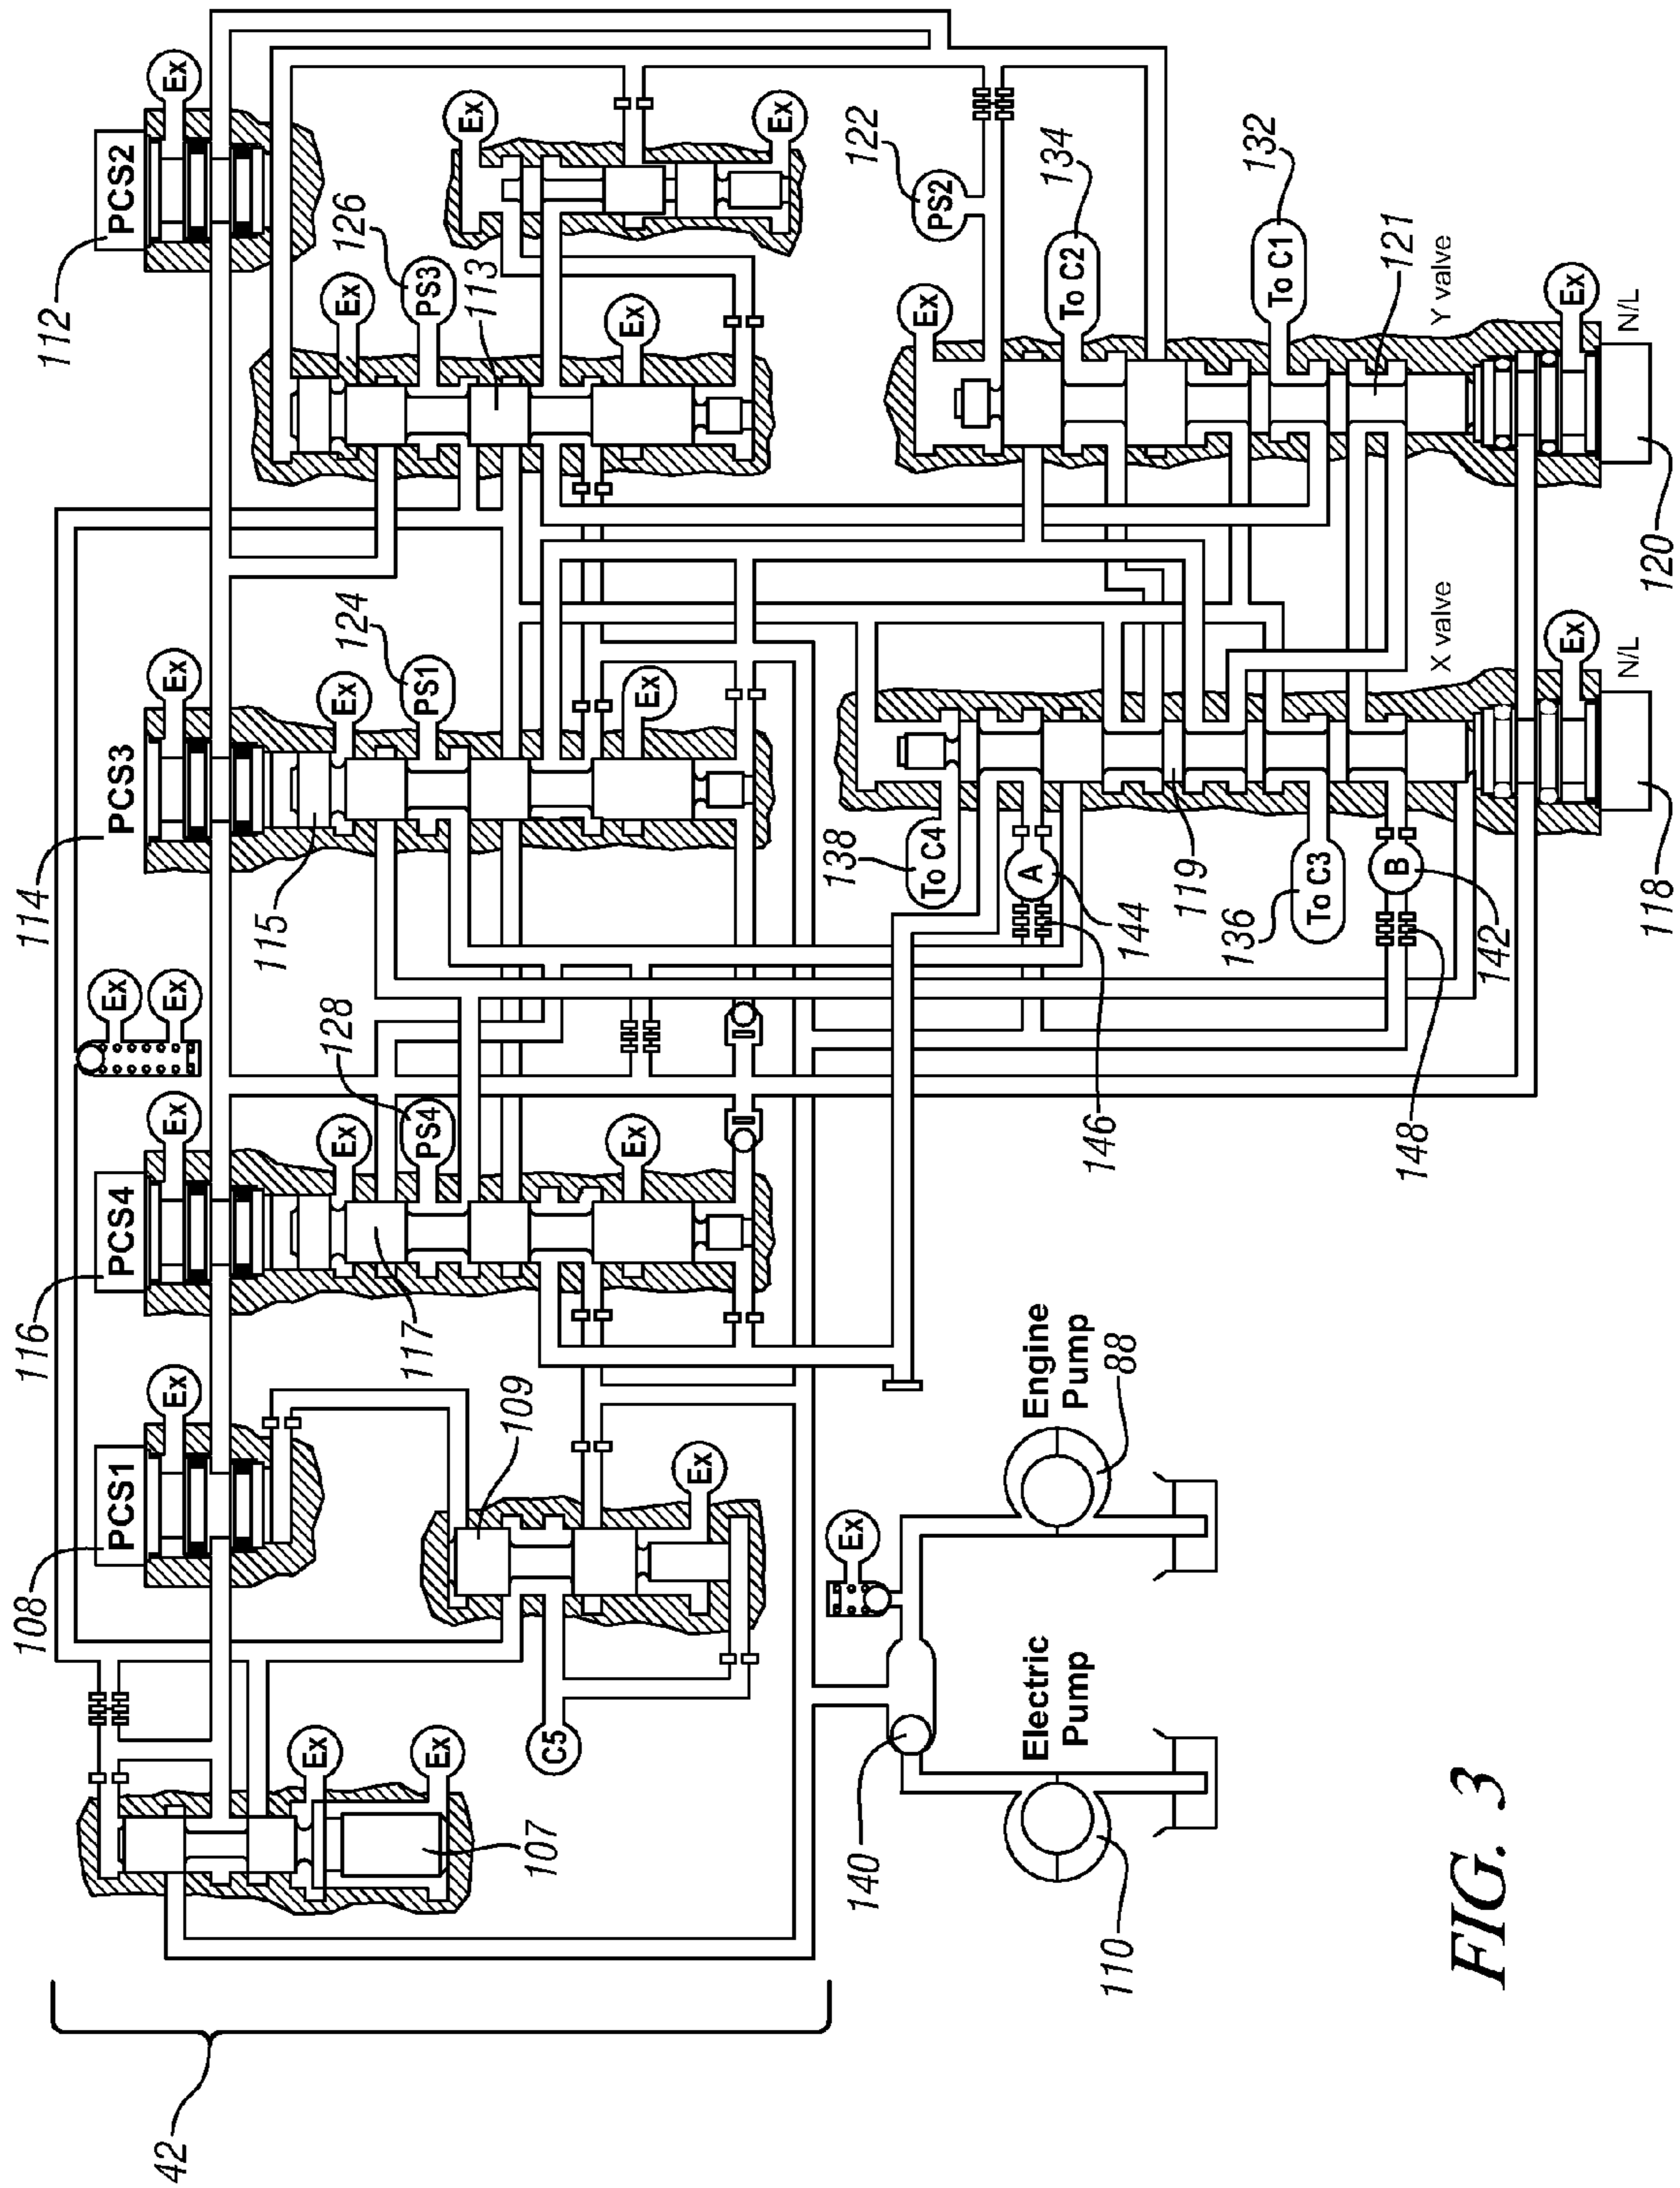 112
PCS2
Ex
126
Ex
PS3
113
Ex
Ex
Ex
122
PS2
134
To C2
132
To C1
121
Ex
Y valve
Ex
N/L
120
114
PCS3
Ex
124
Ex
PS1
115
Ex
138
To C4
A
144
119
136
To C3
B
142
X valve
Ex
N/L
118
Ex
Ex
116
PCS4
Ex
128
Ex
PS4
117
Ex
146
148
108
PCS1
Ex
109
Ex
C5
Ex
Ex
107
Ex
140
Engine
Pump
88
Electric
Pump
110
42
FIG. 3